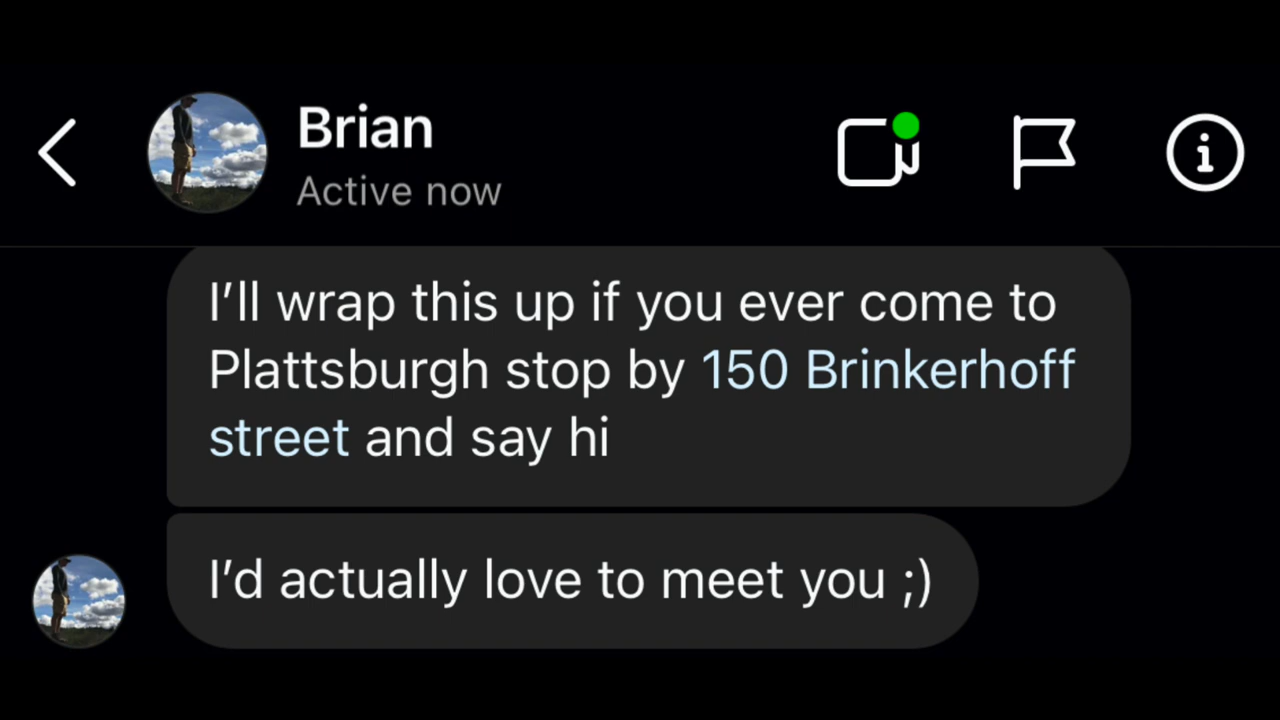 Brian
Active now
I’ll wrap this up if you ever come to
Plattsburgh stop by 150 Brinkerhoff
street and say hi
I’d actually love to meet you ;)